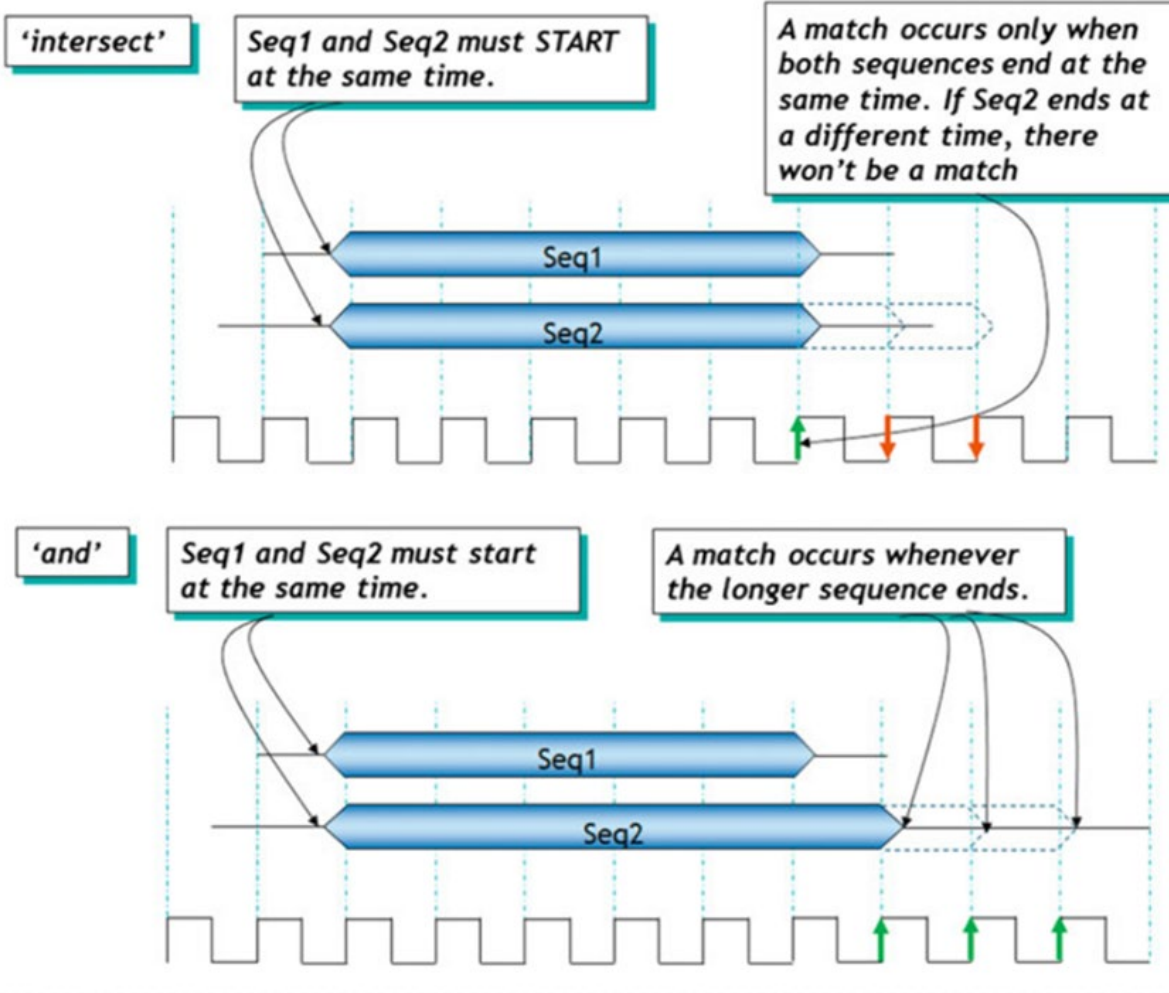 ‘intersect’
Seq1 and Seq2 must START
at the same time.
A match occurs only when
both sequences end at the
same time. If Seq2 ends at
a different time, there
won’t be a match
Seq1
Seq2
‘and’
Seq1 and Seq2 must start
at the same time.
A match occurs whenever
the longer sequence ends.
Seq1
Seq2